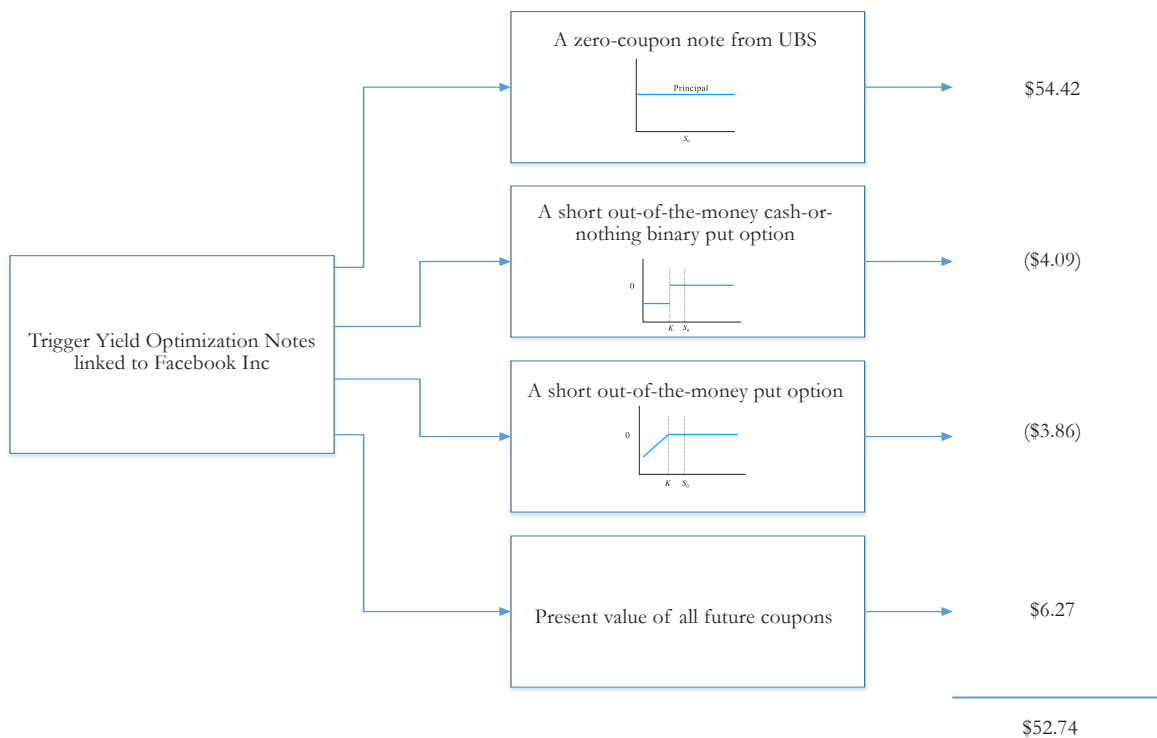 A zero-coupon note from UBS
Principal
S0
$54.42
A short out-of-the-money cash-or-
nothing binary put option
0
K S0
($4.09)
Trigger Yield Optimization Notes
linked to Facebook Inc
A short out-of-the-money put option
0
K S0
($3.86)
Present value of all future coupons
$6.27
$52.74